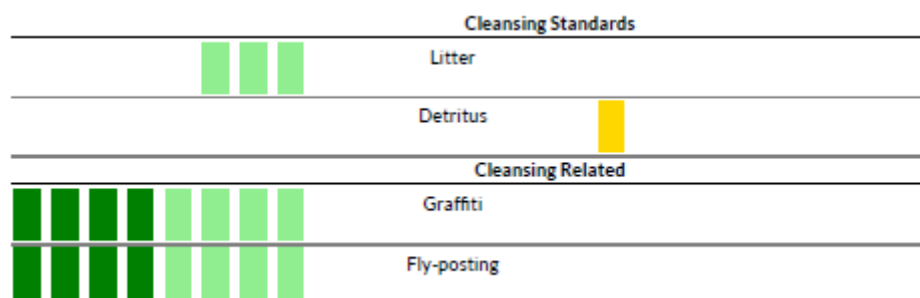 Cleansing Standards
Litter
Detritus
Cleansing Related
Graffiti
Fly-posting